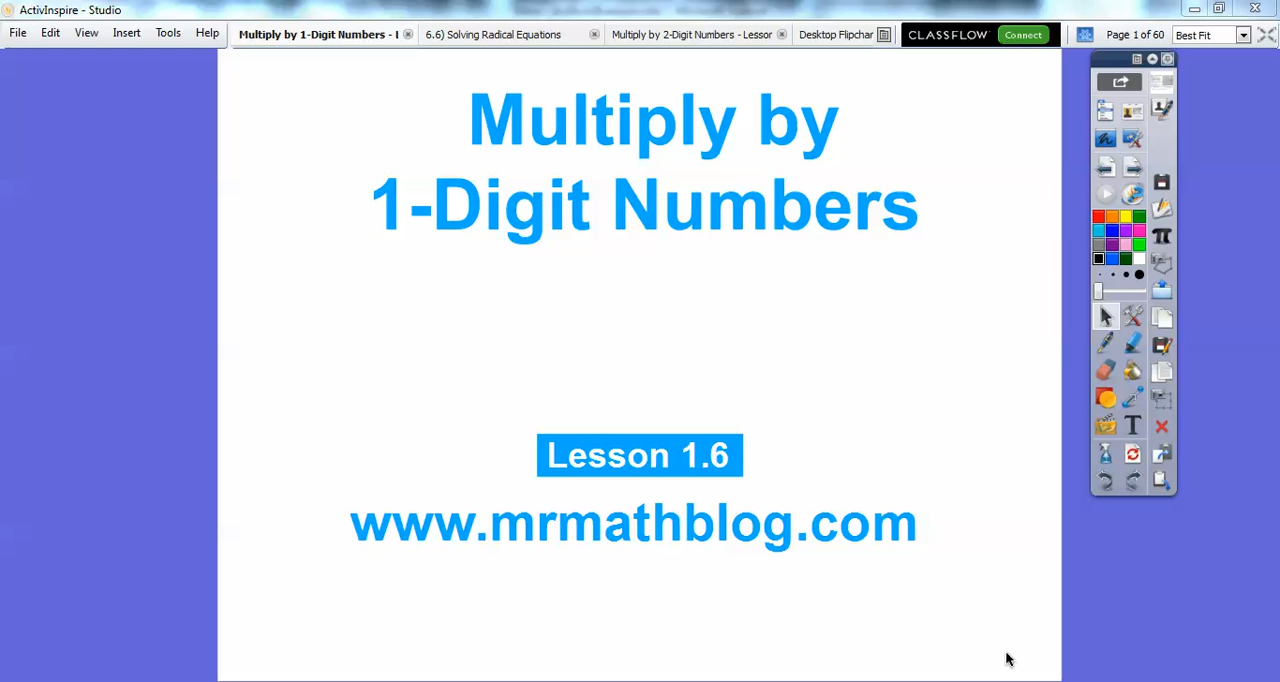 ActivInspire - Studio
File Edit View Insert Tools Help
Multiply by 1-Digit Numbers - l 6.6) Solving Radical Equations Multiply by 2-Digit Numbers - Lesson Desktop Flipchar CLASSFLOW Connect Page 1 of 60 Best Fit
Multiply by
1-Digit Numbers
Lesson 1.6
www.mrmathblog.com